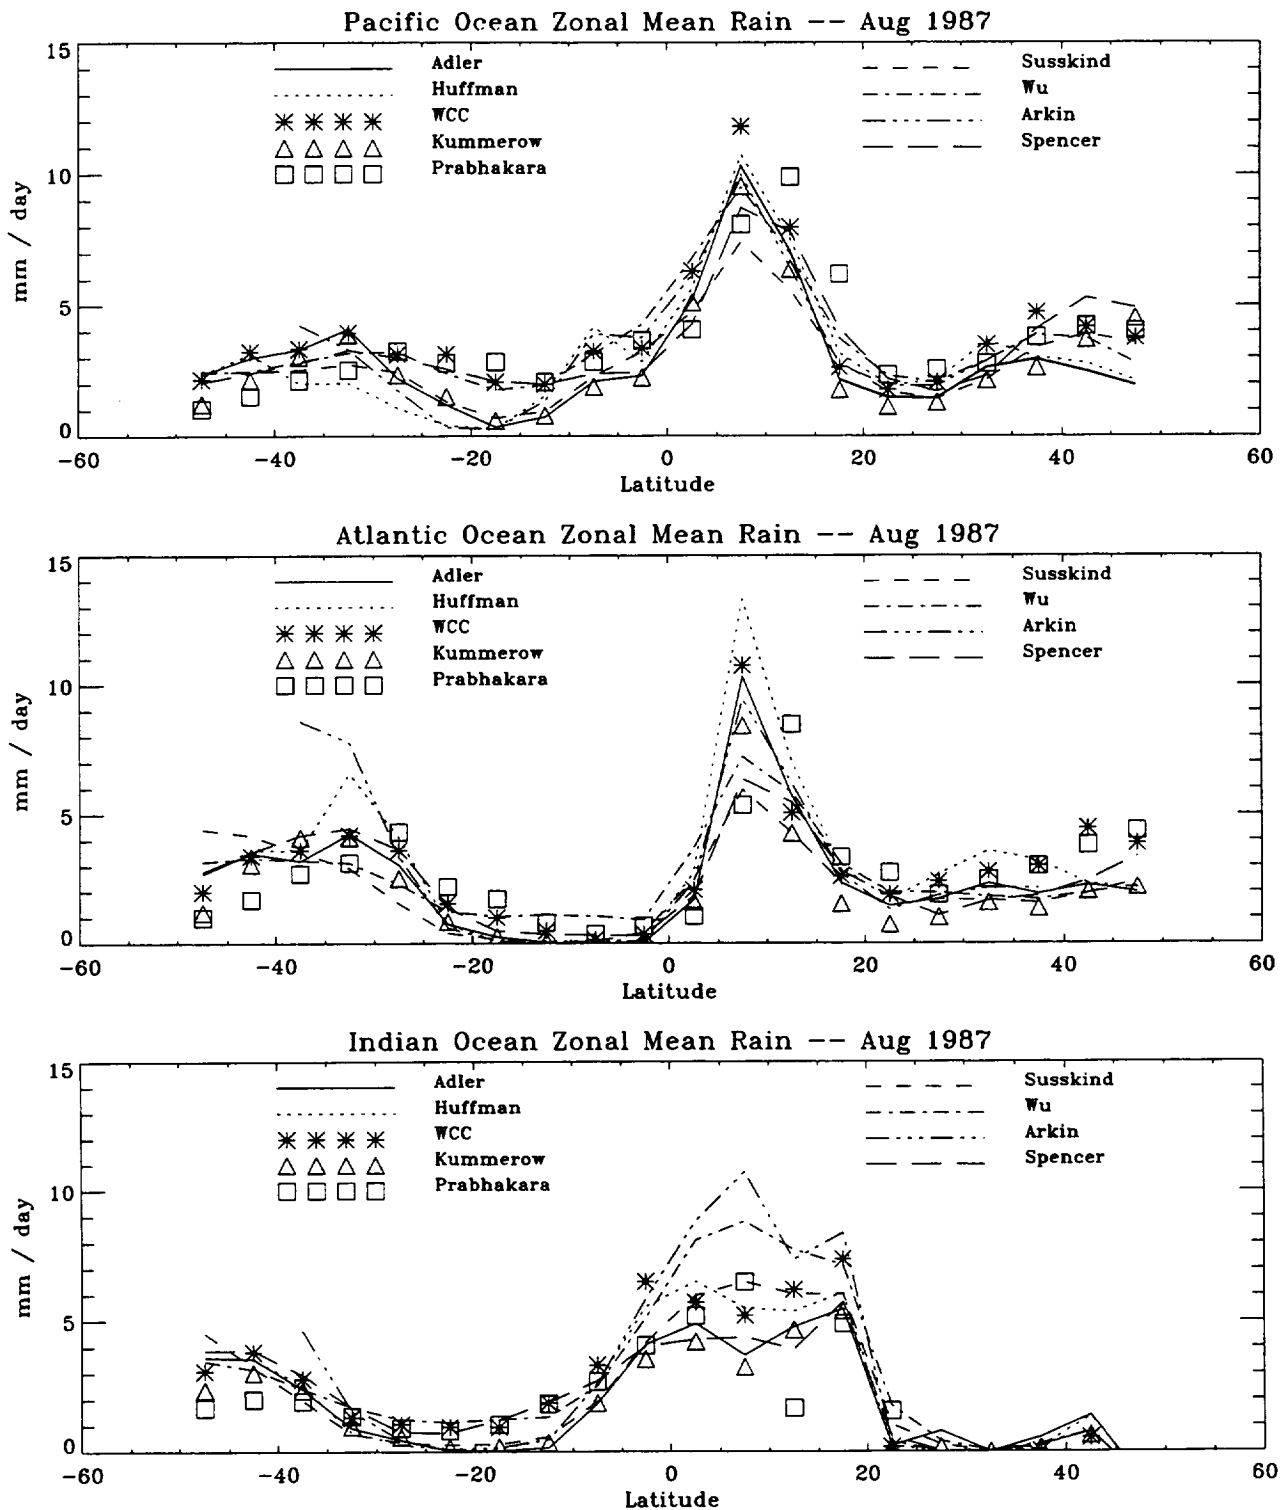 Pacific Ocean Zonal Mean Rain -- Aug 1987
15
10
5
0
mm / day
Adler
Huffman
WCC
Kummerow
Prabhakara
Susskind
Wu
Arkin
Spencer
-60 -40 -20 0 20 40 60
Latitude
Atlantic Ocean Zonal Mean Rain -- Aug 1987
15
10
5
0
mm / day
Adler
Huffman
WCC
Kummerow
Prabhakara
Susskind
Wu
Arkin
Spencer
-60 -40 -20 0 20 40 60
Latitude
Indian Ocean Zonal Mean Rain -- Aug 1987
15
10
5
0
mm / day
Adler
Huffman
WCC
Kummerow
Prabhakara
Susskind
Wu
Arkin
Spencer
-60 -40 -20 0 20 40 60
Latitude